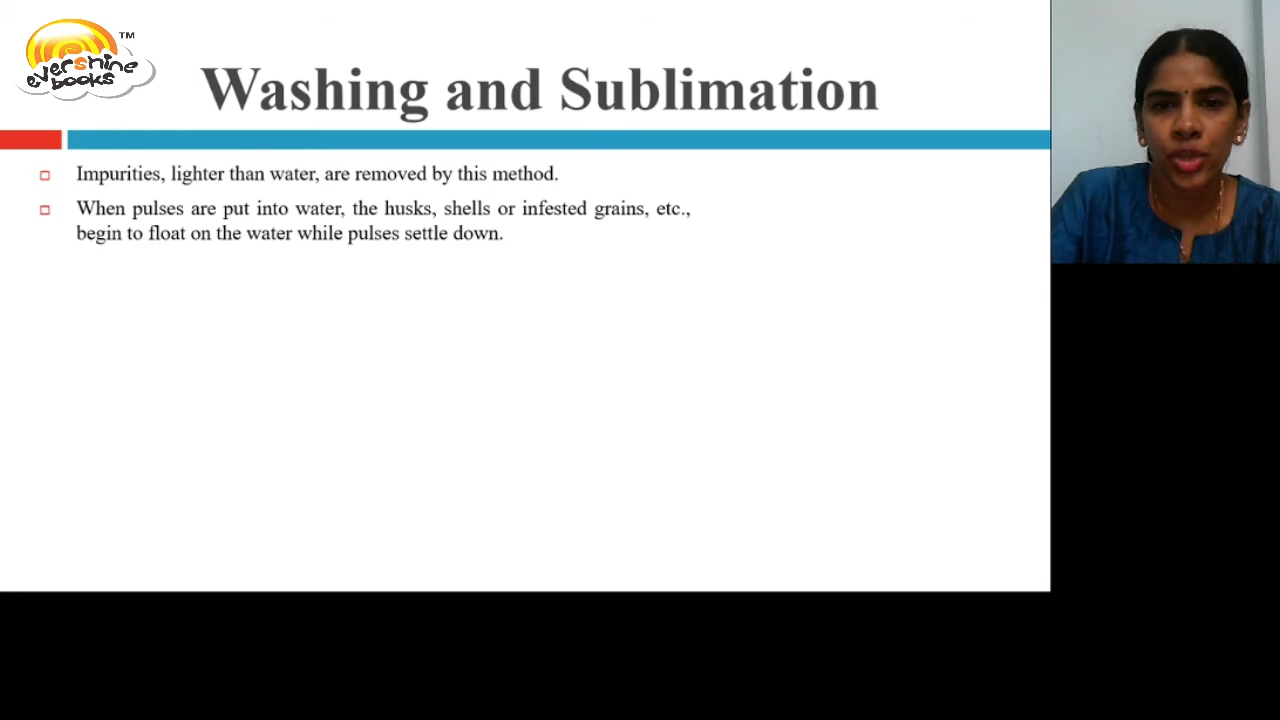 evershine
books
TM
Washing and Sublimation
Impurities, lighter than water, are removed by this method.
When pulses are put into water, the husks, shells or infested grains, etc.,
begin to float on the water while pulses settle down.